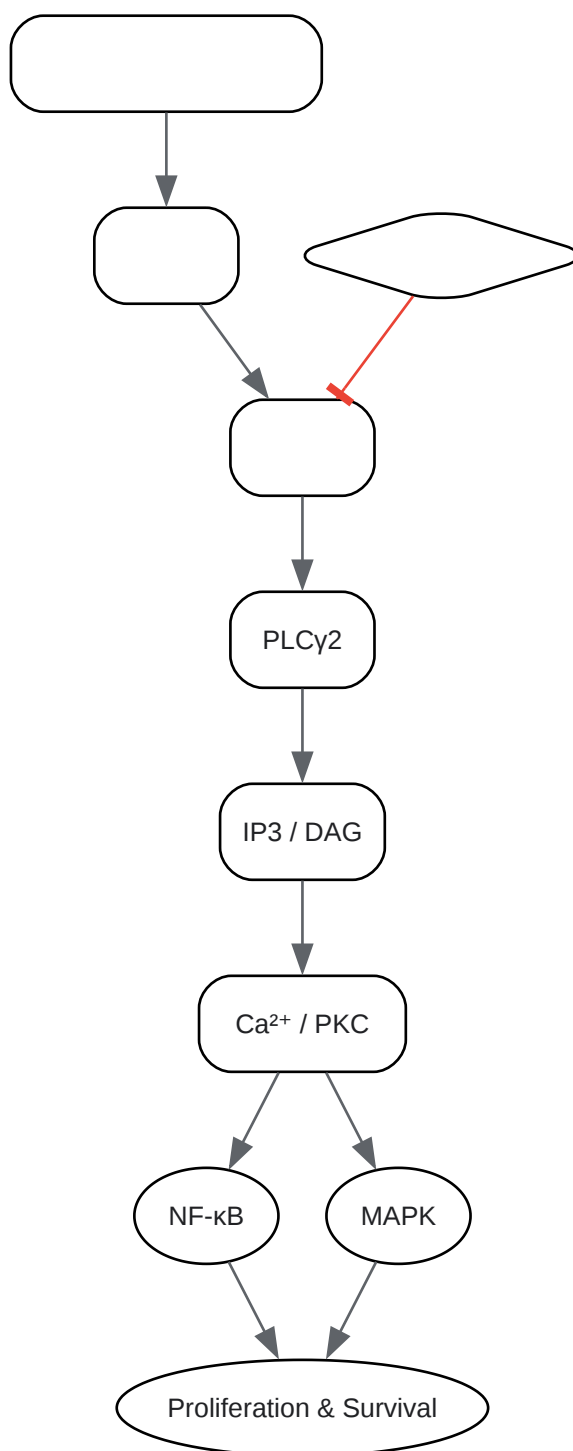 PLCγ2
IP3 / DAG
Ca²⁺ / PKC
NF-κB
MAPK
Proliferation & Survival